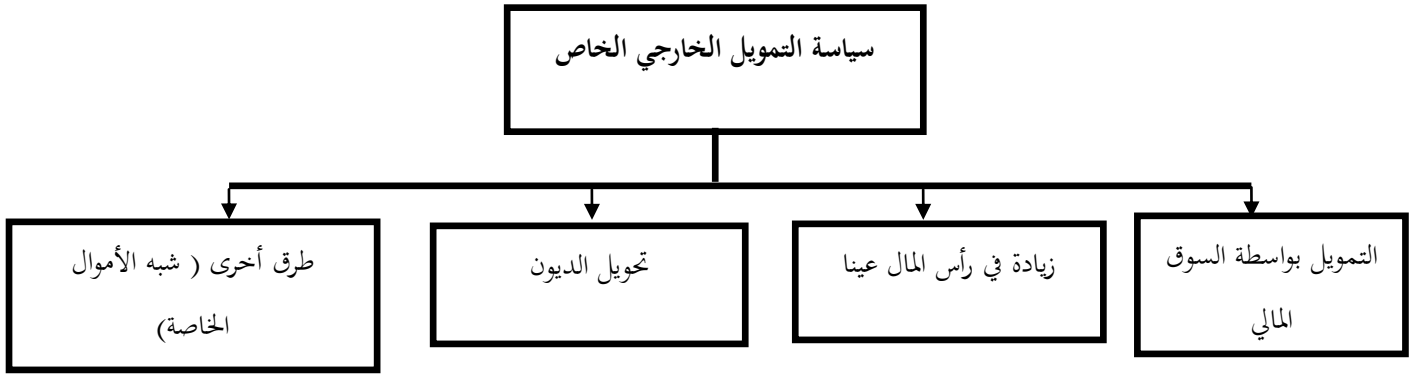 سياسة التمويل الخارجي الخاص
التمويل بواسطة السوق
المالي
زيادة في رأس المال عينا
تحويل الديون
طرق أخرى ( شبه الأموال
الخاصة)